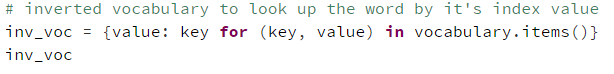 # inverted vocabulary to look up the word by it's index value
inv_voc = {value: key for (key, value) in vocabulary.items()}
inv_voc